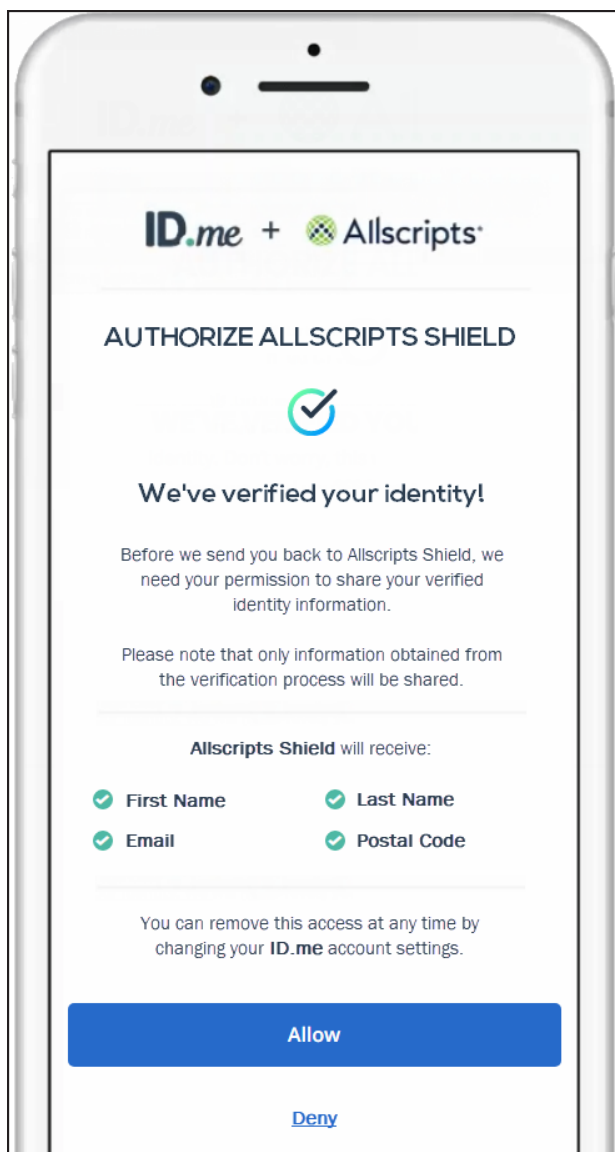 ID.me + Allscripts
AUTHORIZE ALLSCRIPTS SHIELD
We've verified your identity!
Before we send you back to Allscripts Shield, we
need your permission to share your verified
identity information.
Please note that only information obtained from
the verification process will be shared.
Allscripts Shield will receive:
First Name Last Name
Email Postal Code
You can remove this access at any time by
changing your ID.me account settings.
Allow
Deny